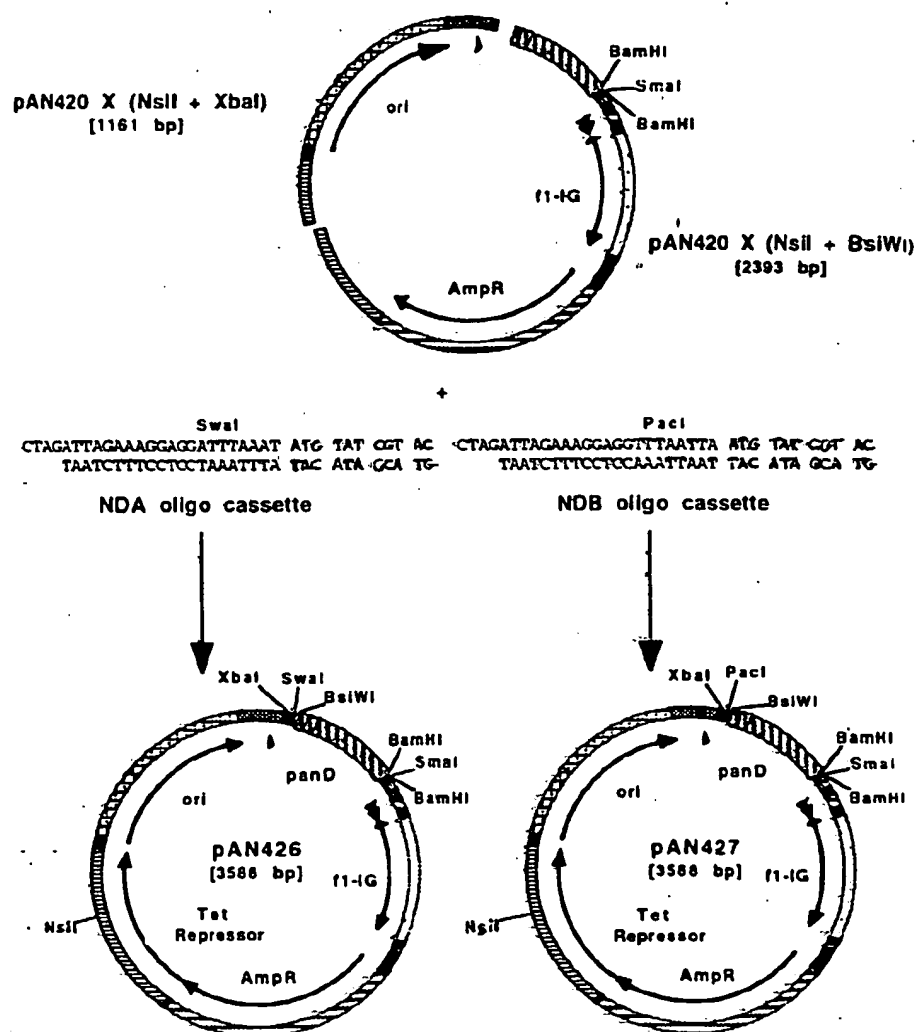 BamHI
SmaI
BamHI
pAN420 X (NsiI + XbaI)
[1161 bp]
ori
f1-IG
pAN420 X (NsiI + BsiWI)
[2393 bp]
AmpR
+
SwaI
CTAGATTAGAAAGGAGGATTTAAAT ATG TAT CGT AC
TAATCTTTCCTCCTAAATTTA TAC ATA GCA TG
NDA oligo cassette
PacI
CTAGATTAGAAAGGAGGTTTAATTA ATG TAT CGT AC
TAATCTTTCCTCCAAATTAAT TAC ATA GCA TG
NDB oligo cassette
XbaI
SwaI
BsiWI
BamHI
SmaI
BamHI
panD
ori
pAN426
[3588 bp]
f1-IG
NsiI
Tet
Repressor
AmpR
XbaI
PacI
BsiWI
BamHI
SmaI
BamHI
panD
ori
pAN427
[3588 bp]
f1-IG
NsiI
Tet
Repressor
AmpR